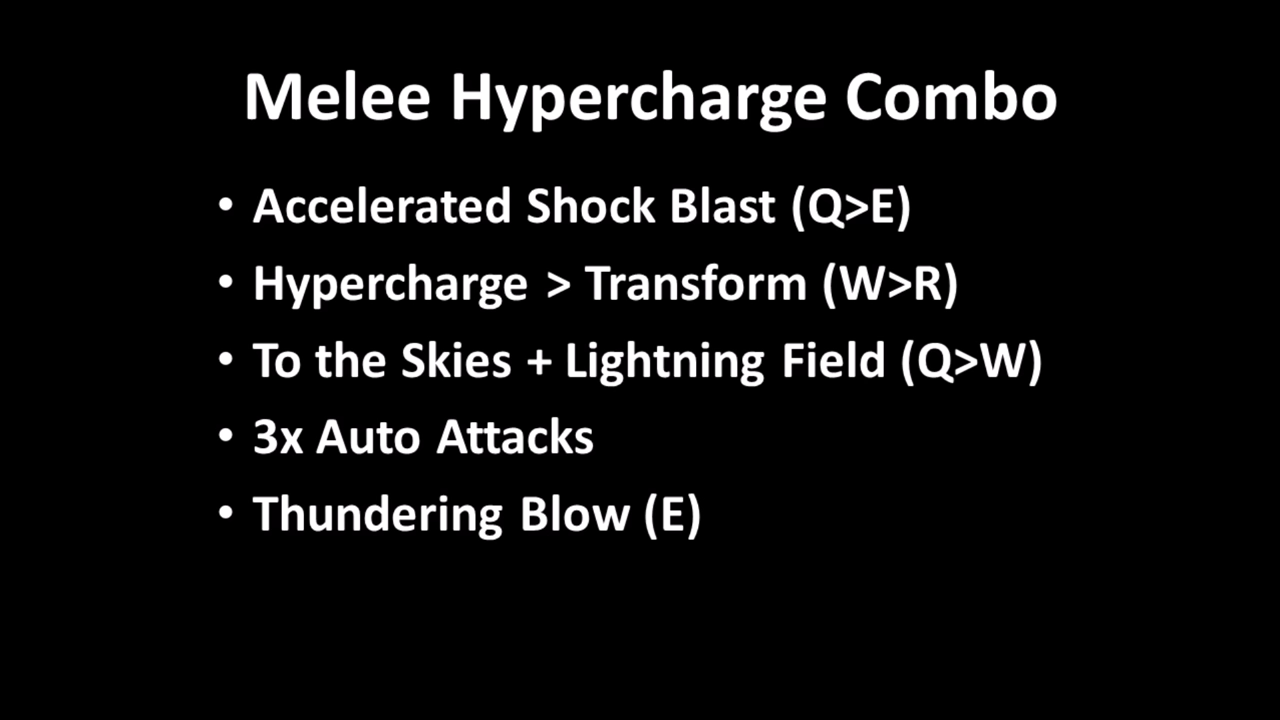 Melee Hypercharge Combo
• Accelerated Shock Blast (Q>E)
• Hypercharge > Transform (W>R)
• To the Skies + Lightning Field (Q>W)
• 3x Auto Attacks
• Thundering Blow (E)